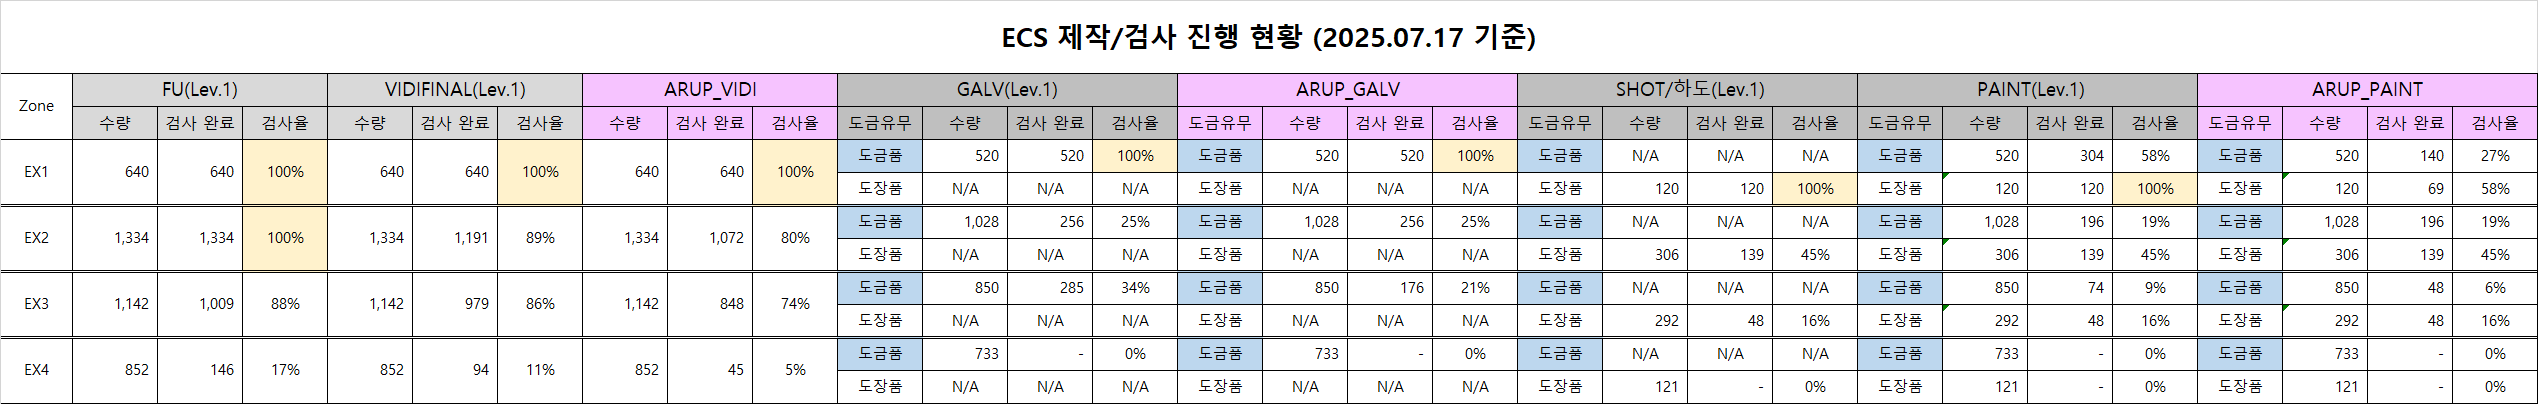 ECS 제작/검사 진행 현황 (2025.07.17 기준)
Zone FU(Lev.1) VIDIFINAL(Lev.1) ARUP_VIDI GALV(Lev.1) ARUP_GALV SHOT/하도(Lev.1) PAINT(Lev.1) ARUP_PAINT
수량 검사 완료 검사율 수량 검사 완료 검사율 수량 검사 완료 검사율 도금유무 수량 검사 완료 검사율 도금유무 수량 검사 완료 검사율 도금유무 수량 검사 완료 검사율 도금유무 수량 검사 완료 검사율 도금유무 수량 검사 완료 검사율
EX1 640 640 100% 640 640 100% 640 640 100% 도금품 520 520 100% 도금품 520 520 100% 도금품 N/A N/A N/A 도금품 520 304 58% 도금품 520 140 27%
도장품 N/A N/A N/A 도장품 N/A N/A N/A 도장품 120 120 100% 도장품 120 120 100% 도장품 120 69 58%
EX2 1,334 1,334 100% 1,334 1,191 89% 1,334 1,072 80% 도금품 1,028 256 25% 도금품 1,028 256 25% 도금품 N/A N/A N/A 도금품 1,028 196 19% 도금품 1,028 196 19%
도장품 N/A N/A N/A 도장품 N/A N/A N/A 도장품 306 139 45% 도장품 306 139 45% 도장품 306 139 45%
EX3 1,142 1,009 88% 1,142 979 86% 1,142 848 74% 도금품 850 285 34% 도금품 850 176 21% 도금품 N/A N/A N/A 도금품 850 74 9% 도금품 850 48 6%
도장품 N/A N/A N/A 도장품 N/A N/A N/A 도장품 292 48 16% 도장품 292 48 16% 도장품 292 48 16%
EX4 852 146 17% 852 94 11% 852 45 5% 도금품 733 - 0% 도금품 733 - 0% 도금품 N/A N/A N/A 도금품 733 - 0% 도금품 733 - 0%
도장품 N/A N/A N/A 도장품 N/A N/A N/A 도장품 121 - 0% 도장품 121 - 0% 도장품 121 - 0%